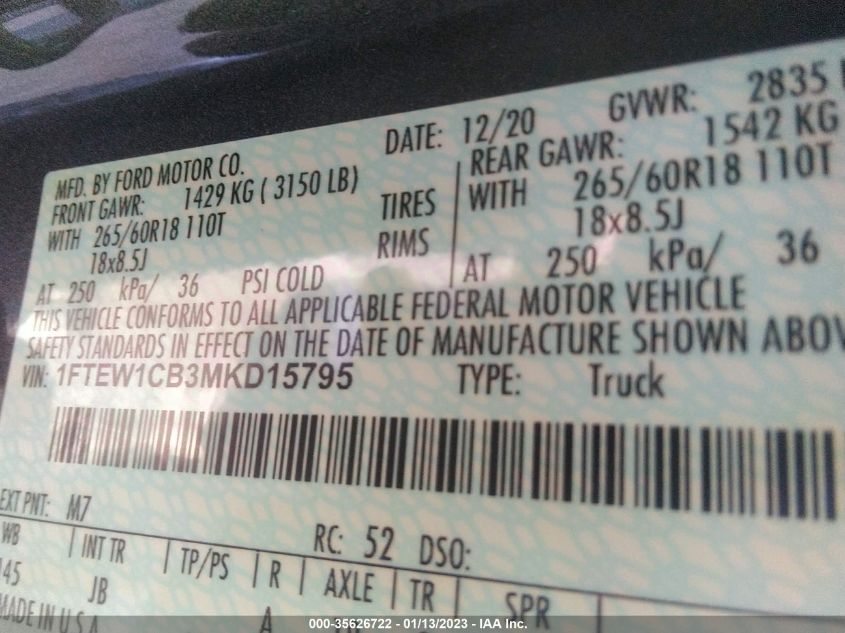 MFD. BY FORD MOTOR CO. DATE: 12/20 GVWR: 2835
FRONT GAWR: 1429 KG ( 3150 LB) REAR GAWR: 1542 KG
WITH 265/60R18 110T TIRES WITH 265/60R18 110T
18x8.5J RIMS 18x8.5J
AT 250 kPa/ 36 PSI COLD AT 250 kPa/ 36
THIS VEHICLE CONFORMS TO ALL APPLICABLE FEDERAL MOTOR VEHICLE
SAFETY STANDARDS IN EFFECT ON THE DATE OF MANUFACTURE SHOWN ABOV
VIN: 1FTEW1CB3MKD15795 TYPE: Truck
EXT PNT: M7 RC: 52 DSO:
WB INT TR TP/PS R AXLE TR SPR
145 JB A
MADE IN U.S.A.
000-35626722 — 01/13/2023 — IAA Inc.